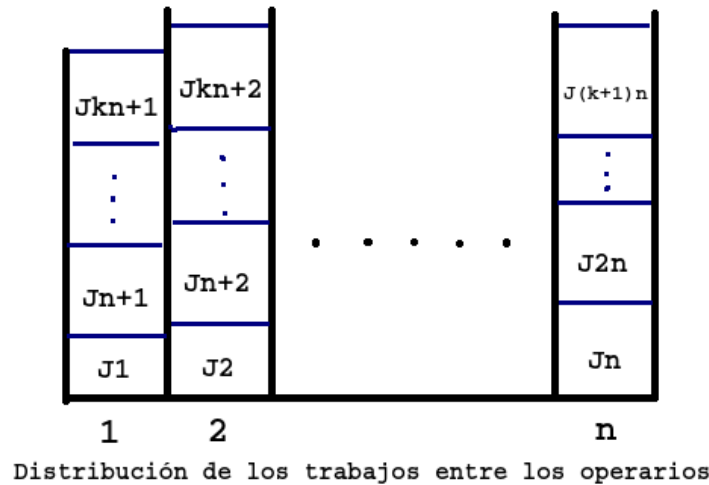 Jkn+1 Jkn+2 J(k+1)n
Jn+1 Jn+2 J2n
J1 J2 Jn
1 2 n
Distribución de los trabajos entre los operarios